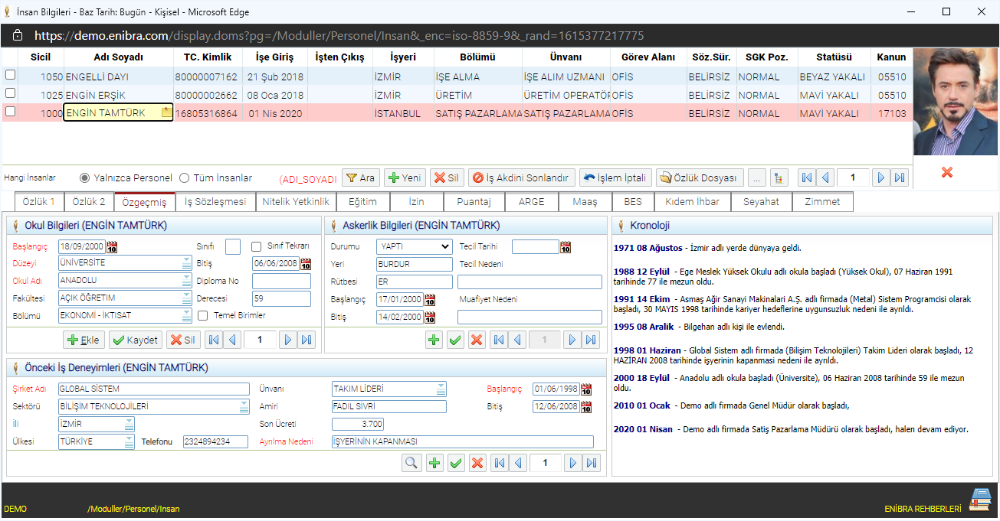 İnsan Bilgileri - Baz Tarih: Bugün - Kişisel - Microsoft Edge
https://demo.enibra.com/display.doms?pg=/Moduller/Personel/Insan&_enc=iso-8859-9&_rand=1615377217775
Sicil Adı Soyadı TC. Kimlik İşe Giriş İşten Çıkış İşyeri Bölümü Ünvanı Görev Alanı Söz.Sür. SGK Poz. Statüsü Kanun
1050 ENGELLİ DAYI 80000007162 21 Şub 2018 İZMİR İŞE ALMA İŞE ALIM UZMANI OFİS BELİRSİZ NORMAL BEYAZ YAKALI 05510
1025 ENGİN ERŞİK 80000002662 08 Oca 2018 İZMİR ÜRETİM ÜRETİM OPERATÖF OFİS BELİRSİZ NORMAL MAVİ YAKALI 05510
1000 ENGİN TAMTÜRK 16805316864 01 Nis 2020 İSTANBUL SATIŞ PAZARLAMA SATIŞ PAZARLAMA OFİS BELİRSİZ NORMAL MAVİ YAKALI 17103
Hangi İnsanlar Yalnızca Personel Tüm İnsanlar (ADI_SOYADI Ara Yeni Sil İş Akdini Sonlandır İşlem İptali Özlük Dosyası ... 1
Özlük 1 Özlük 2 Özgeçmiş İş Sözleşmesi Nitelik Yetkinlik Eğitim İzin Puantaj ARGE Maaş BES Kıdem İhbar Seyahat Zimmet
Okul Bilgileri (ENGİN TAMTÜRK)
Başlangıç 18/09/2000 10 Sınıfı Sınıf Tekrarı
Düzeyi ÜNİVERSİTE Bitiş 06/06/2008 10
Okul Adı ANADOLU Diploma No
Fakültesi AÇIK ÖĞRETİM Derecesi 59
Bölümü EKONOMİ - İKTİSAT Temel Birimler
Ekle Kaydet Sil 1
Askerlik Bilgileri (ENGİN TAMTÜRK)
Durumu YAPTI Tecil Tarihi 10
Yeri BURDUR Tecil Nedeni
Rütbesi ER
Başlangıç 17/01/2000 10 Muafiyet Nedeni
Bitiş 14/02/2000 10
1
Kronoloji
1971 08 Ağustos - İzmir adlı yerde dünyaya geldi.
1988 12 Eylül - Ege Meslek Yüksek Okulu adlı okula başladı (Yüksek Okul), 07 Haziran 1991
tarihinde 77 ile mezun oldu.
1991 14 Ekim - Asmaş Ağir Sanayi Makinalari A.Ş. adlı firmada (Metal) Sistem Programcisi olarak
başladı, 30 MAYIS 1998 tarihinde kariyer hedeflerine uygunsuzluk nedeni ile ayrıldı.
1995 08 Aralik - Bilgehan adlı kişi ile evlendi.
1998 01 Haziran - Global Sistem adlı firmada (Bilişim Teknolojileri) Takim Lideri olarak başladı, 12
HAZİRAN 2008 tarihinde işyerinin kapanması nedeni ile ayrıldı.
2000 18 Eylül - Anadolu adlı okula başladı (Üniversite), 06 Haziran 2008 tarihinde 59 ile mezun
oldu.
2010 01 Ocak - Demo adlı firmada Genel Müdür olarak başladı,
2020 01 Nisan - Demo adlı firmada Satiş Pazarlama Müdürü olarak başladı, halen devam ediyor.
Önceki İş Deneyimleri (ENGİN TAMTÜRK)
Şirket Adı GLOBAL SİSTEM Ünvanı TAKIM LİDERİ Başlangıç 01/06/1998 10
Sektörü BİLİŞİM TEKNOLOJİLERİ Amiri FADIL SİVRİ Bitiş 12/06/2008 10
İli İZMİR Son Ücreti 3.700
Ülkesi TÜRKİYE Telefonu 2324894234 Ayrılma Nedeni İŞYERİNİN KAPANMASI
1
DEMO /Moduller/Personel/Insan ENİBRA REHBERLERİ